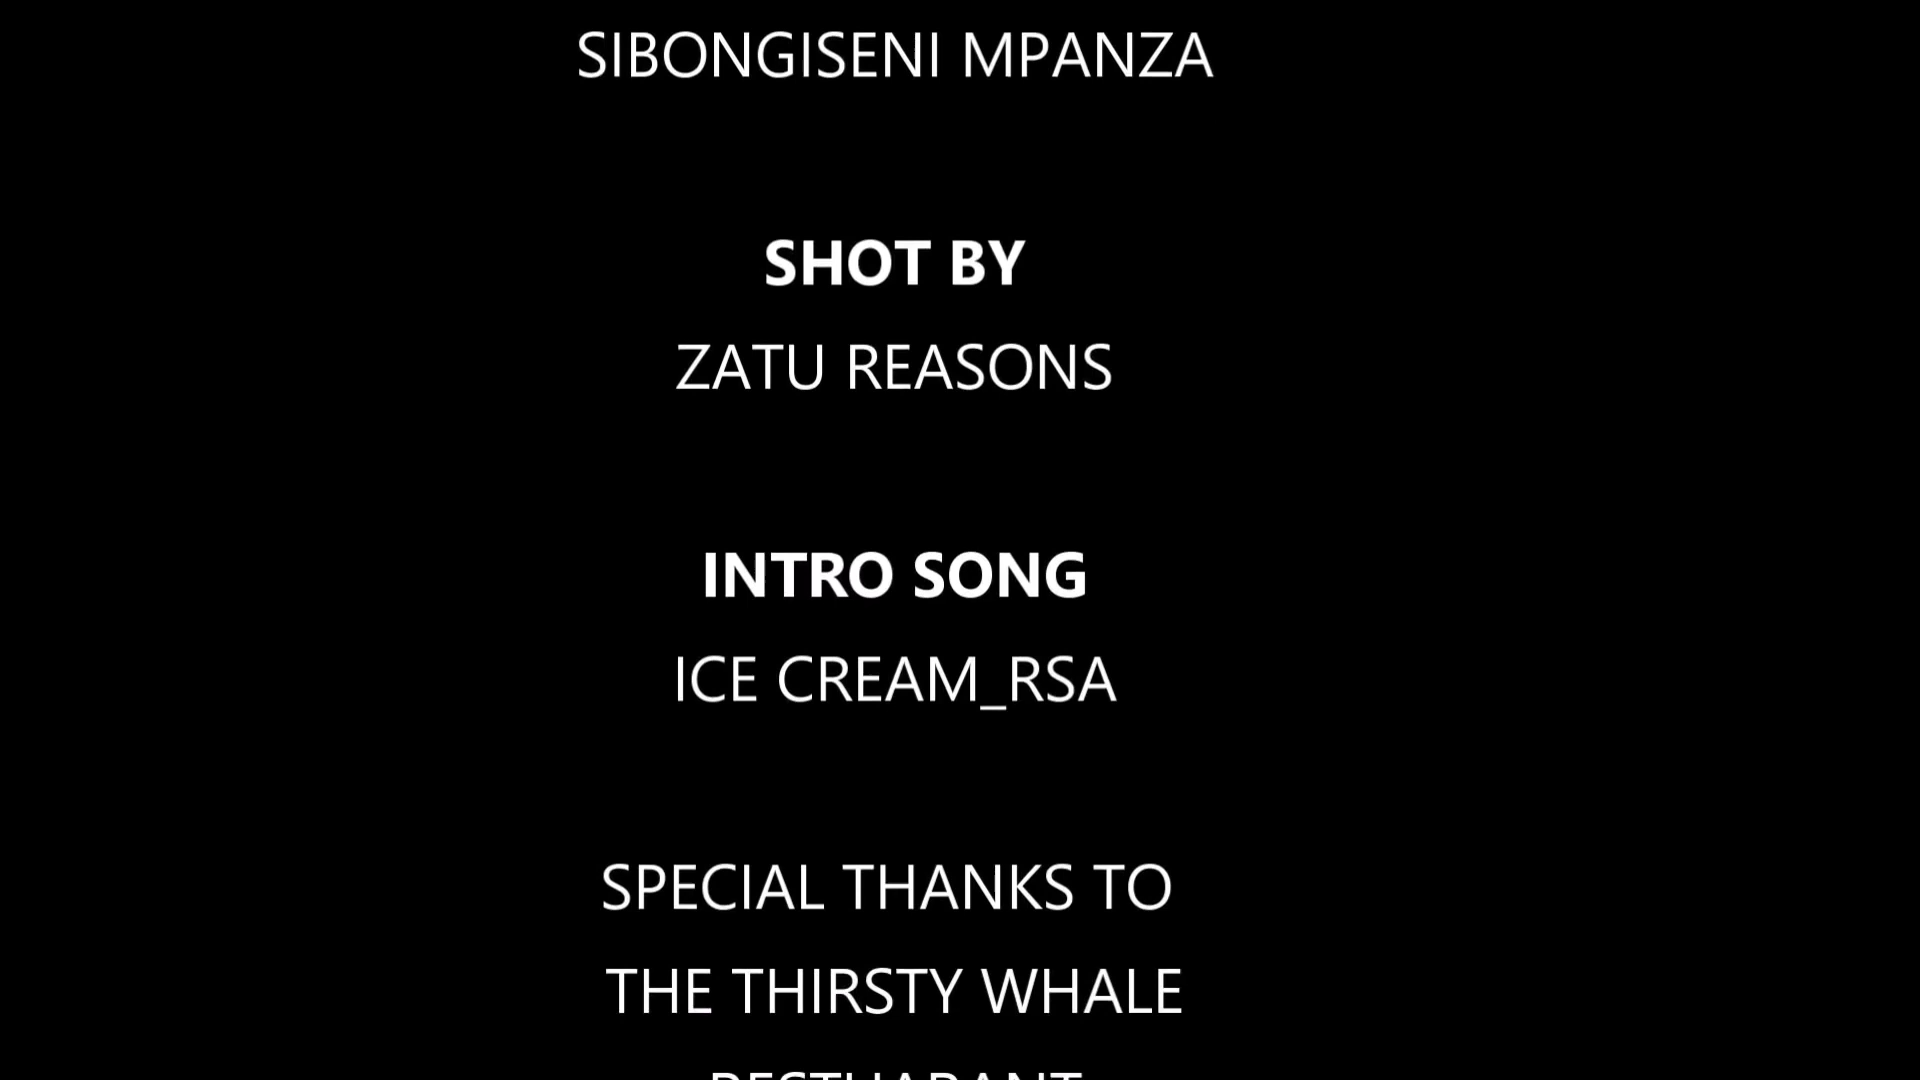 SIBONGISENI MPANZA
SHOT BY
ZATU REASONS
INTRO SONG
ICE CREAM_RSA
SPECIAL THANKS TO
THE THIRSTY WHALE